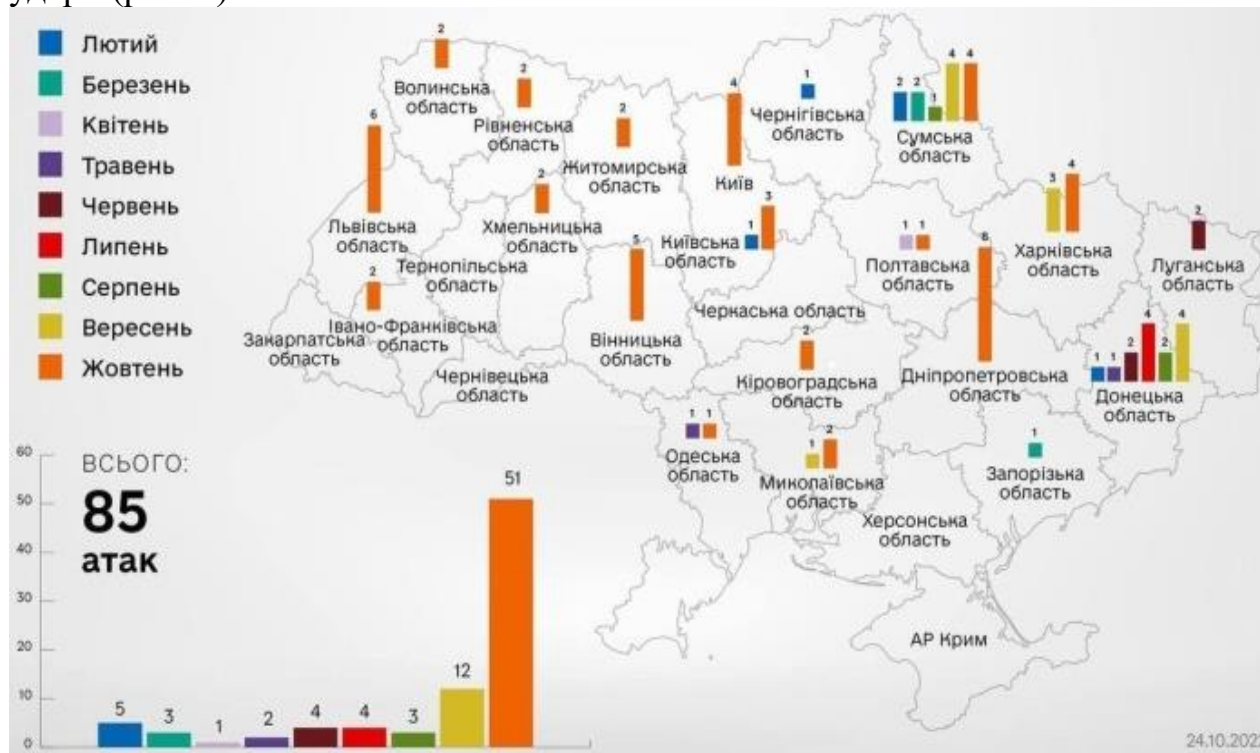 Лютий
Березень
Квітень
Травень
Червень
Липень
Серпень
Вересень
Жовтень
2
Волинська
область
2
Рівненська
область
2
Житомирська
область
4
Київ
1
Чернігівська
область
2 2 1 4 4
Сумська
область
6
Львівська
область
2
Хмельницька
область
Тернопільська
область
1 3
Київська
область
1 1
Полтавська
область
3 4
Харківська
область
2
Луганська
область
2
Івано-Франківська
область
Закарпатська
область
Чернівецька
область
5
Вінницька
область
Черкаська область
2
Кіровоградська
область
Дніпропетровська
область
1 1 2 4 2 4
Донецька
область
1 1
Одеська
область
1 2
Миколаївська
область
1
Запорізька
область
Херсонська
область
АР Крим
ВСЬОГО:
85
атак
60
50
40
30
20
10
0
5 3 1 2 4 4 3 12 51
24.10.202